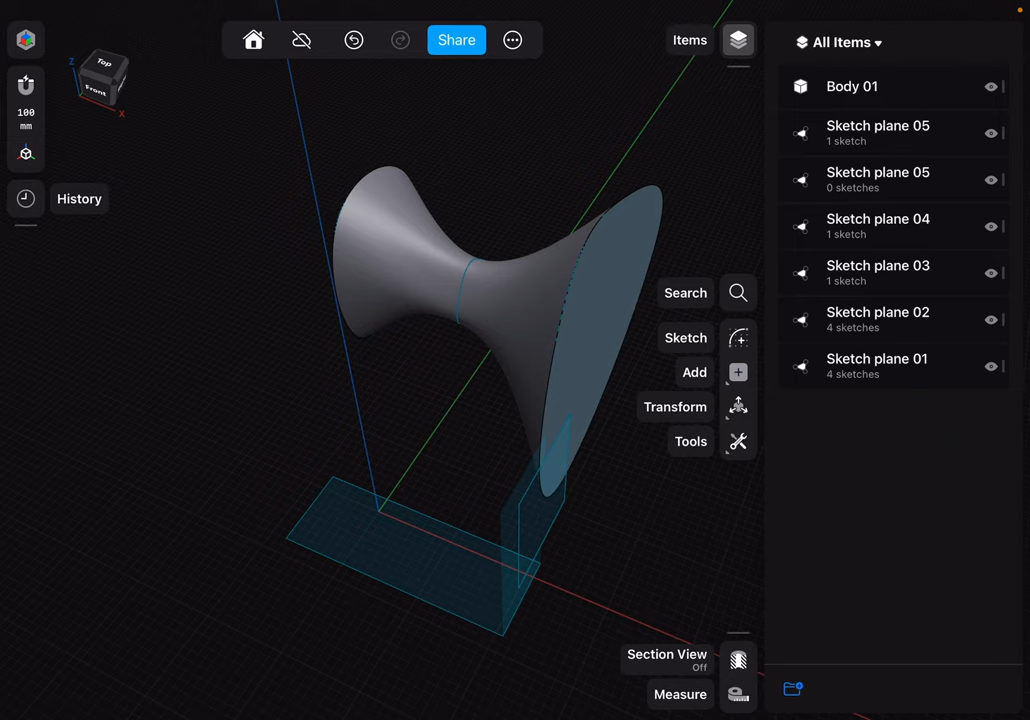 Share
Items
All Items
Z
Top
Front
X
100
mm
History
Body 01
Sketch plane 05
1 sketch
Sketch plane 05
0 sketches
Sketch plane 04
1 sketch
Sketch plane 03
1 sketch
Sketch plane 02
4 sketches
Sketch plane 01
4 sketches
Search
Sketch
Add
Transform
Tools
Section View
Off
Measure